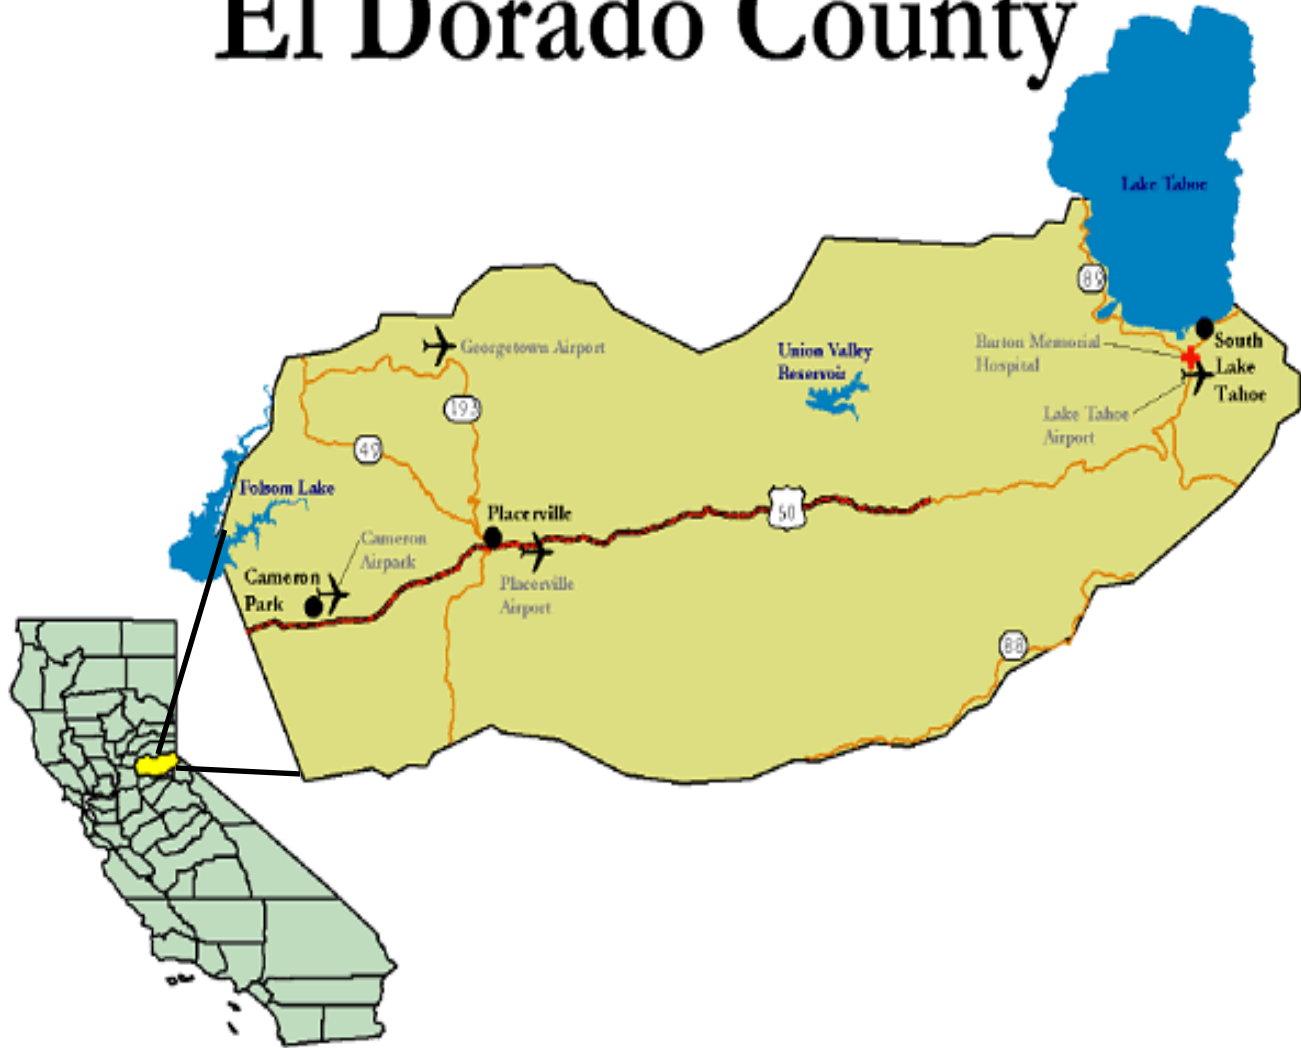 El Dorado County
Lake Tahoe
89
Georgetown Airport
Union Valley
Reservoir
Barton Memorial
Hospital
South
Lake
Tahoe
Lake Tahoe
Airport
193
49
Folsom Lake
Placerville
50
Cameron
Airpark
Cameron
Park
Placerville
Airport
88